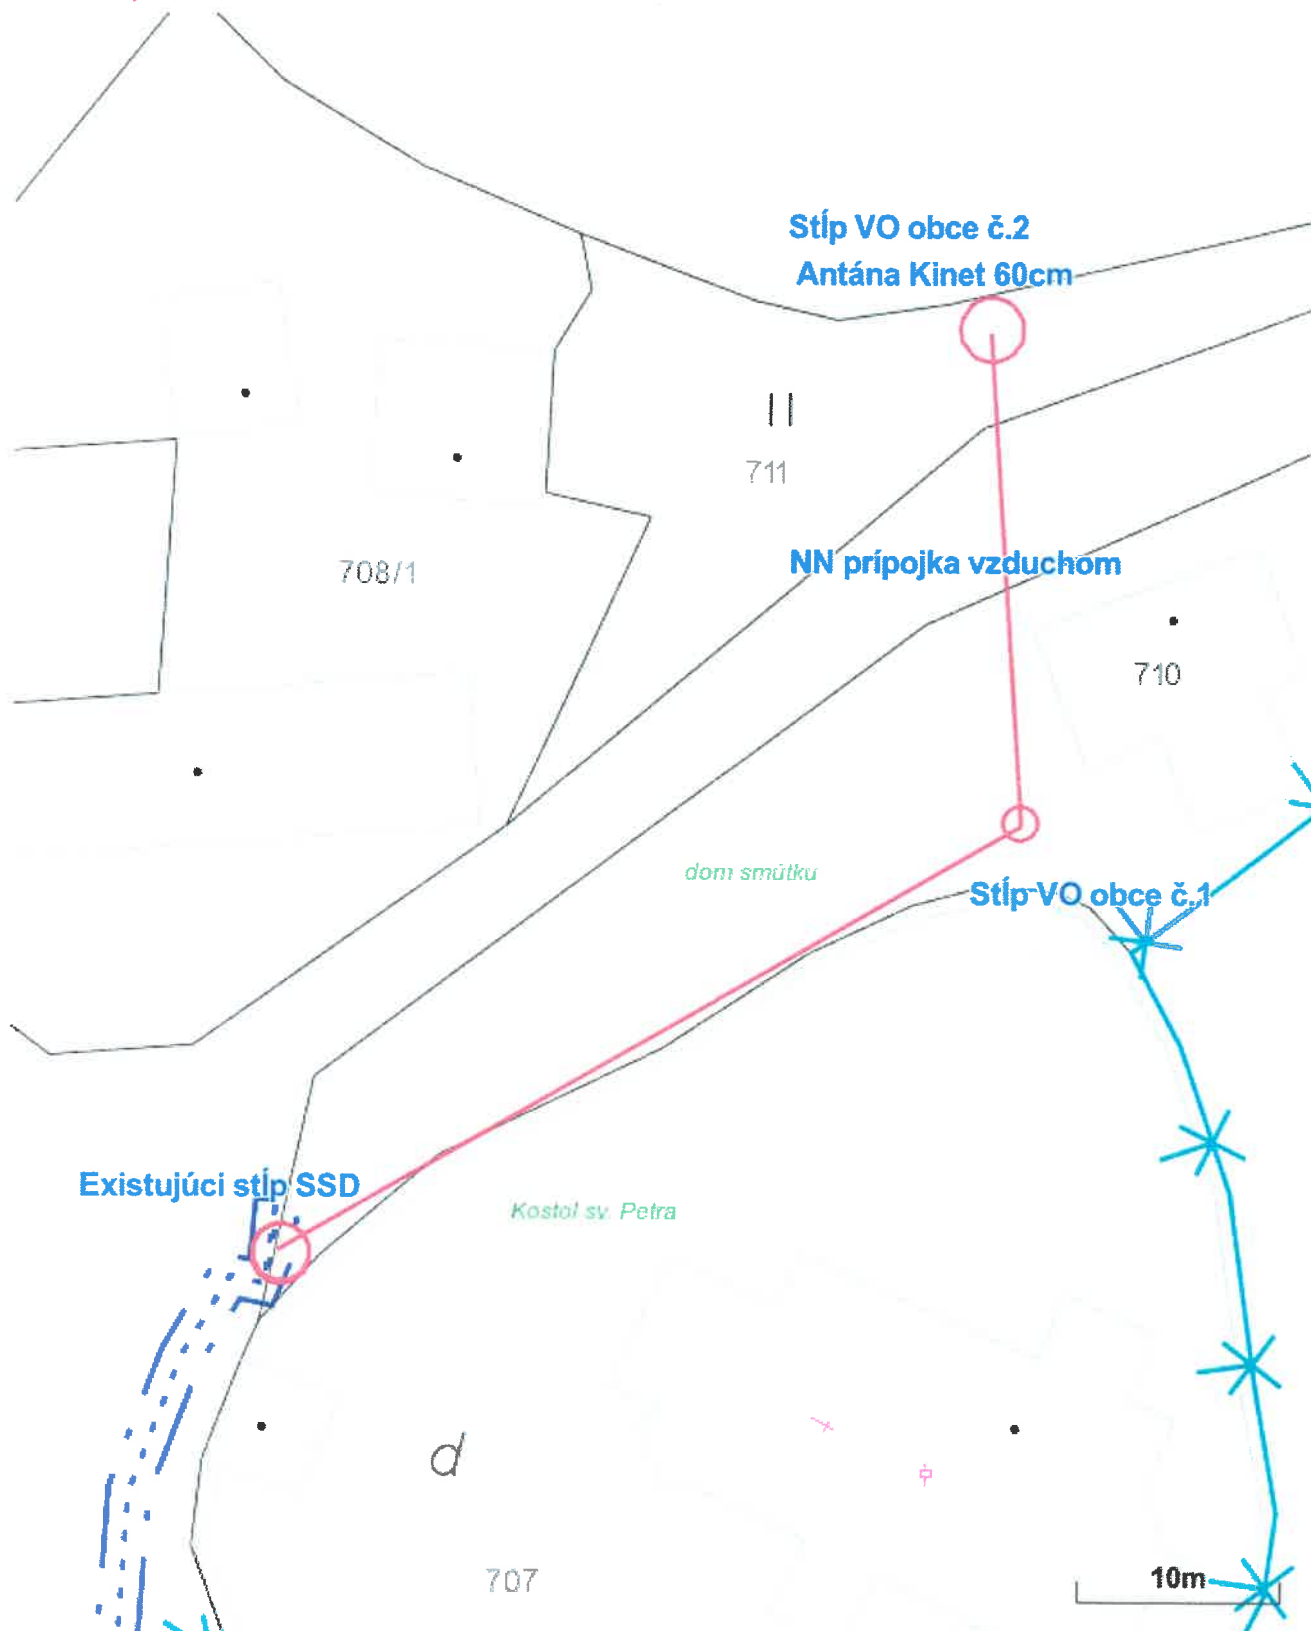 Stĺp VO obce č.2
Antána Kinet 60cm
711
708/1
NN prípojka vzduchom
710
dom smútku
Stĺp VO obce č.1
Existujúci stĺp SSD
Kostol sv. Petra
d
707
10m